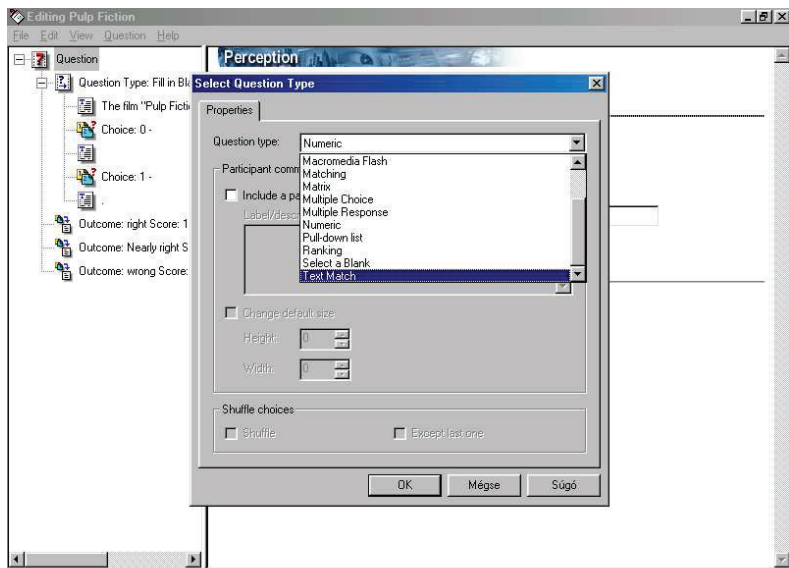 Editing Pulp Fiction
File Edit View Question Help
Question
Question Type: Fill in Bl
The film "Pulp Ficti
Choice: 0 -
Choice: 1 -
.
Outcome: right Score: 1
Outcome: Nearly right S
Outcome: wrong Score:
Perception
Select Question Type
Properties
Question type: Numeric
Macromedia Flash
Matching
Matrix
Multiple Choice
Multiple Response
Numeric
Pull-down list
Ranking
Select a Blank
Text Match
Participant comm
Include a pa
Label/descr
Change default size
Height: 0
Width: 0
Shuffle choices
Shuffle Except last one
OK Mégse Súgó